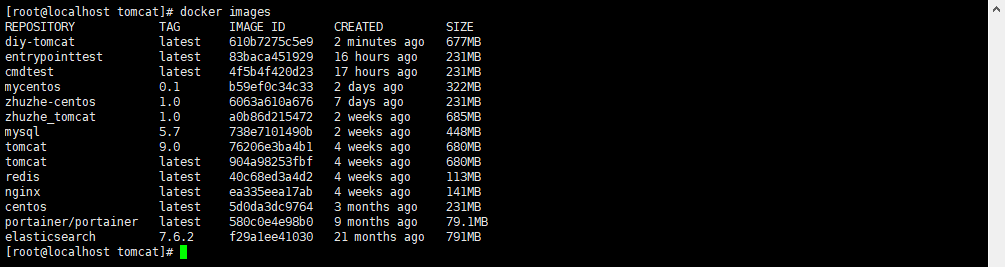 [root@localhost tomcat]# docker images
REPOSITORY TAG IMAGE ID CREATED SIZE
diy-tomcat latest 610b7275c5e9 2 minutes ago 677MB
entrypointtest latest 83baca451929 16 hours ago 231MB
cmdtest latest 4f5b4f420d23 17 hours ago 231MB
mycentos 0.1 b59ef0c34c33 2 days ago 322MB
zhuzhe-centos 1.0 6063a610a676 7 days ago 231MB
zhuzhe_tomcat 1.0 a0b86d215472 2 weeks ago 685MB
mysql 5.7 738e7101490b 2 weeks ago 448MB
tomcat 9.0 76206e3ba4b1 4 weeks ago 680MB
tomcat latest 904a98253fbf 4 weeks ago 680MB
redis latest 40c68ed3a4d2 4 weeks ago 113MB
nginx latest ea335eea17ab 4 weeks ago 141MB
centos latest 5d0da3dc9764 3 months ago 231MB
portainer/portainer latest 580c0e4e98b0 9 months ago 79.1MB
elasticsearch 7.6.2 f29a1ee41030 21 months ago 791MB
[root@localhost tomcat]#